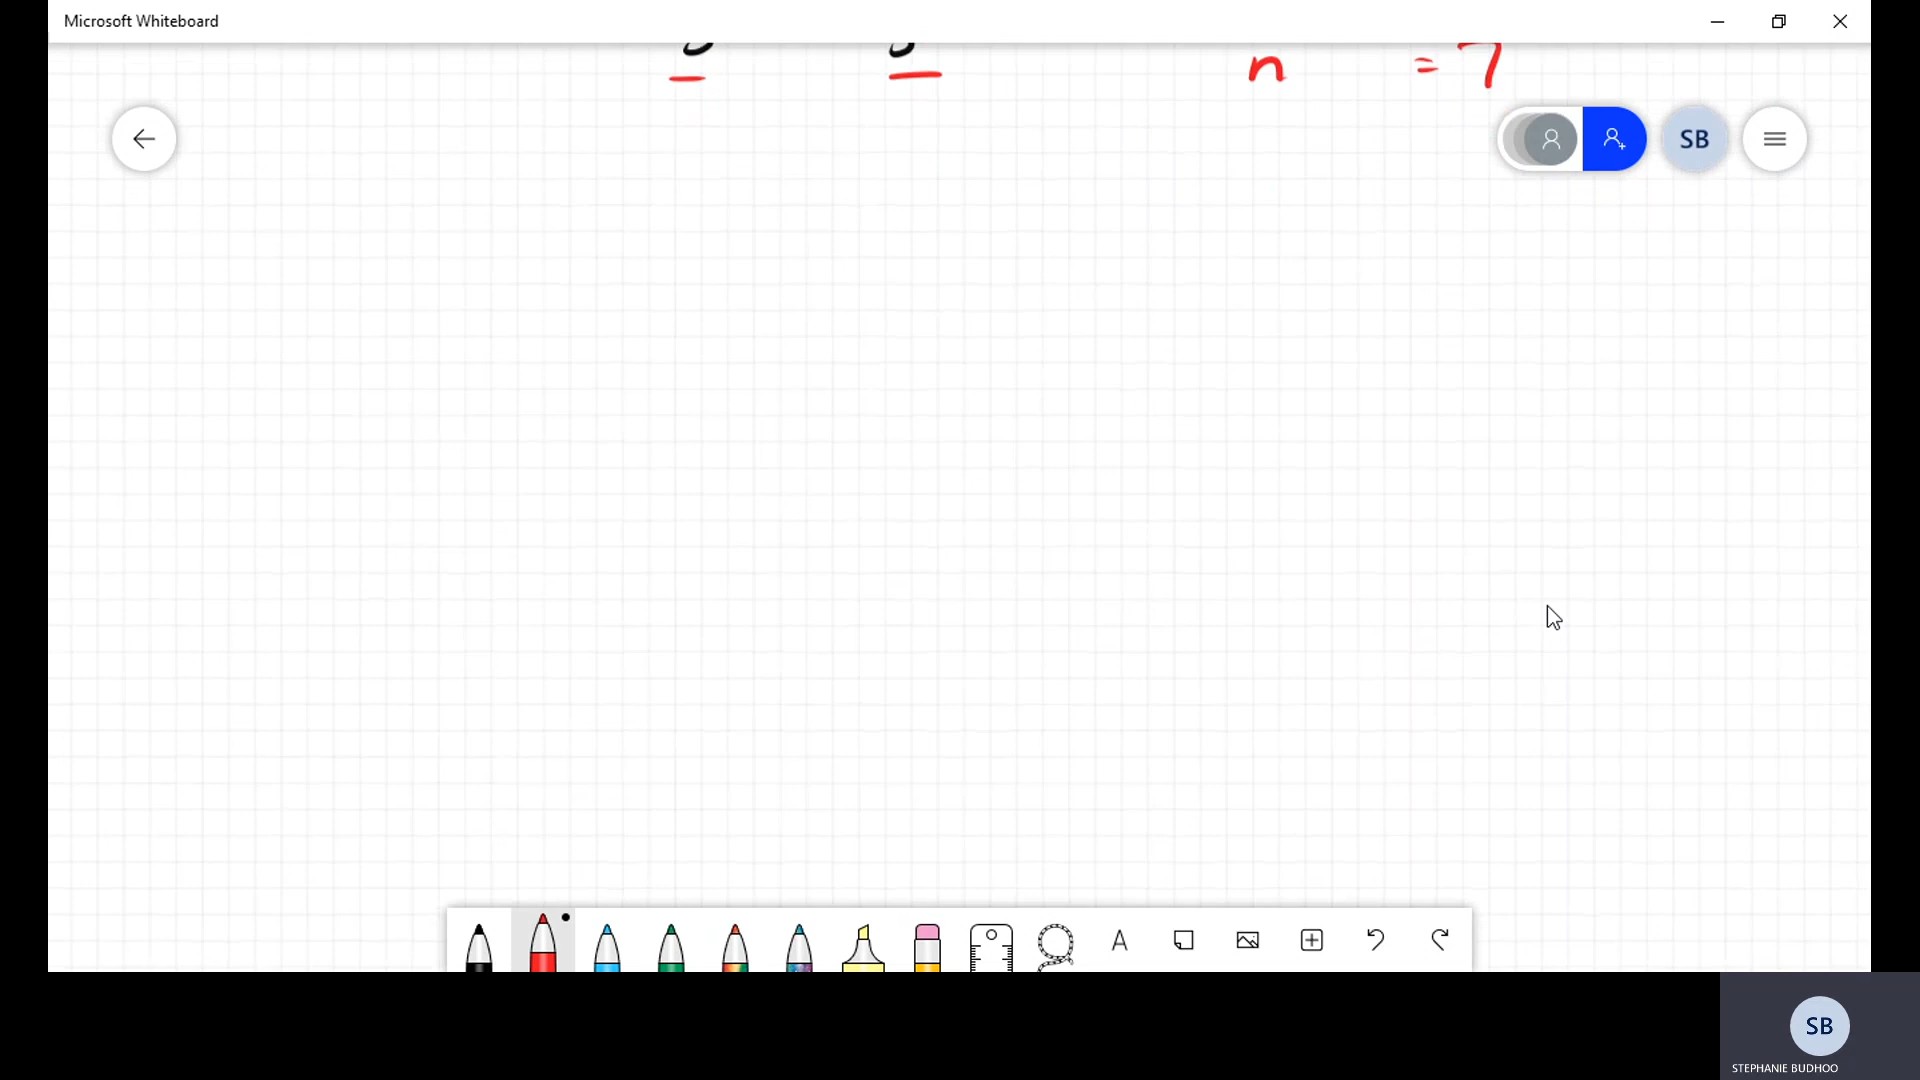 Microsoft Whiteboard
n = 7
SB
A
SB
STEPHANIE BUDHOO